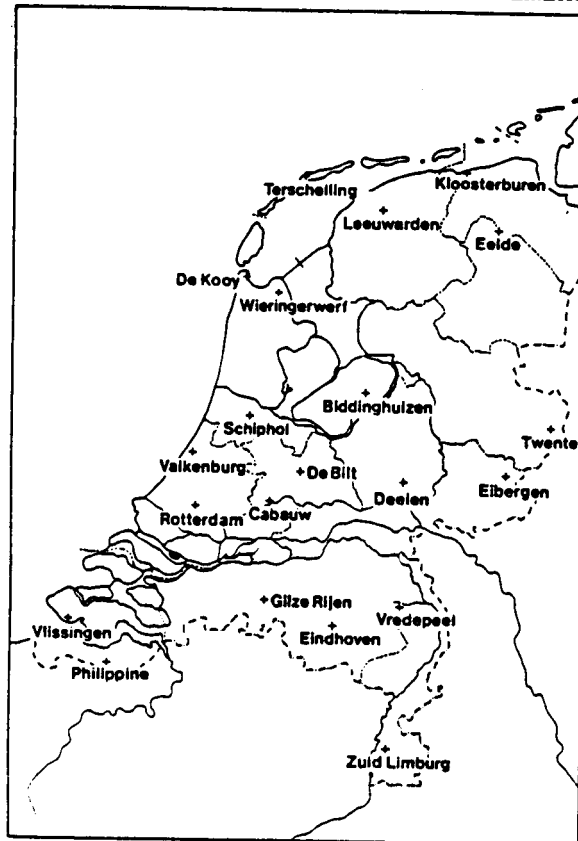 Kloosterburen
Terschelling
Leeuwarden
Eelde
De Kooy
Wieringerwerf
Biddinghuizen
Schiphol
Twente
Valkenburg
De Bilt
Deelen
Eibergen
Rotterdam
Cabauw
Gilze Rijen
Vredepeel
Vlissingen
Eindhoven
Philippine
Zuid Limburg